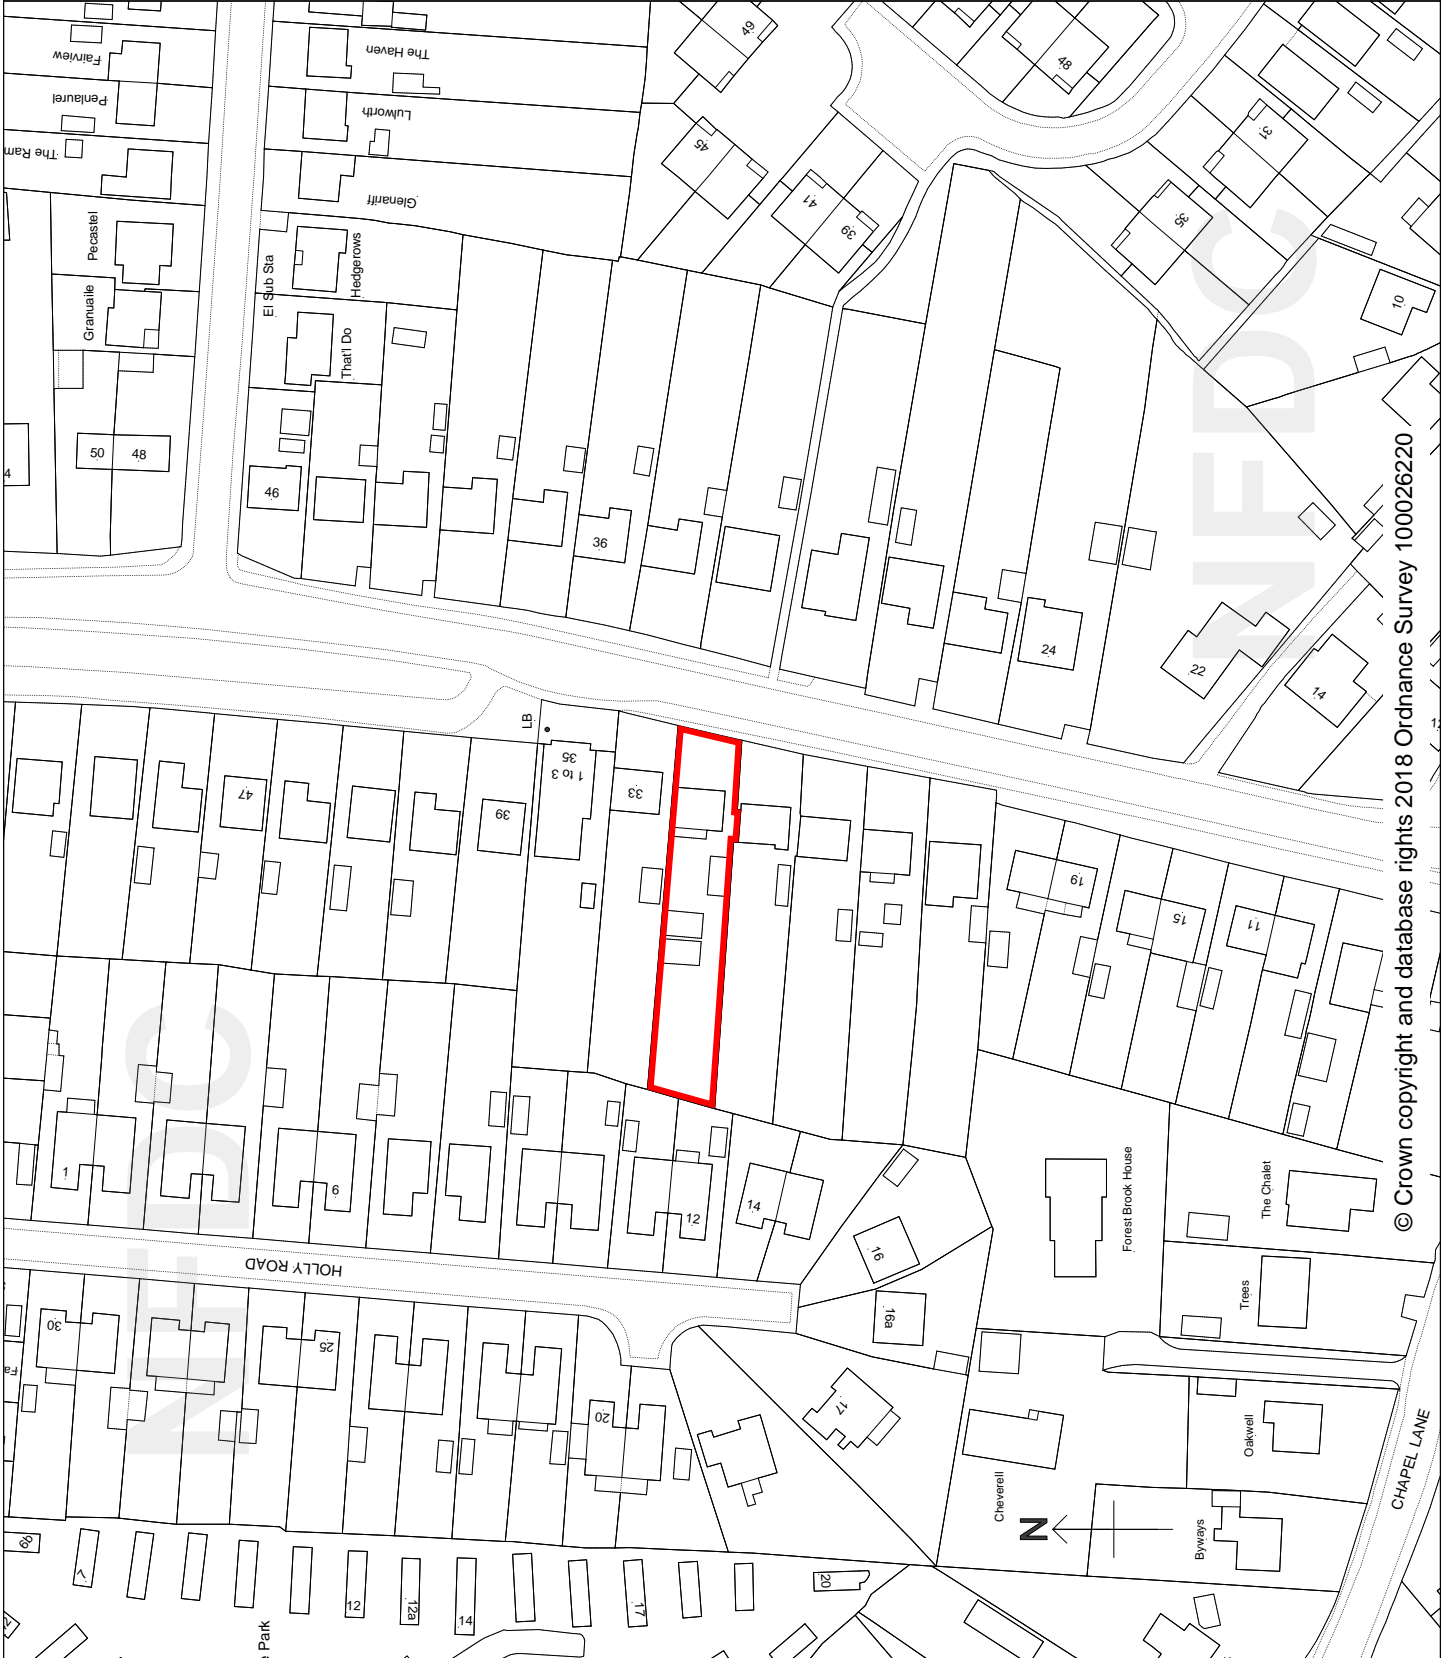 Fairview
Penlaurel
The Ram
Pecastel
Granuaile
50
48
4
The Haven
Lulworth
Glenariff
El Sub Sta
Hedgerows
That'l Do
46
49
48
45
41
39
31
35
10
36
24
22
14
NFDC
LB
47
39
35
1 to 3
33
19
15
11
1
6
12
14
16
16a
17
HOLLY ROAD
30
25
20
NFDC
Forest Brook House
The Chalet
Trees
Oakwell
Cheverell
Byways
CHAPEL LANE
N
6b
7
12
12a
14
17
20
e Park
© Crown copyright and database rights 2018 Ordnance Survey 100026220